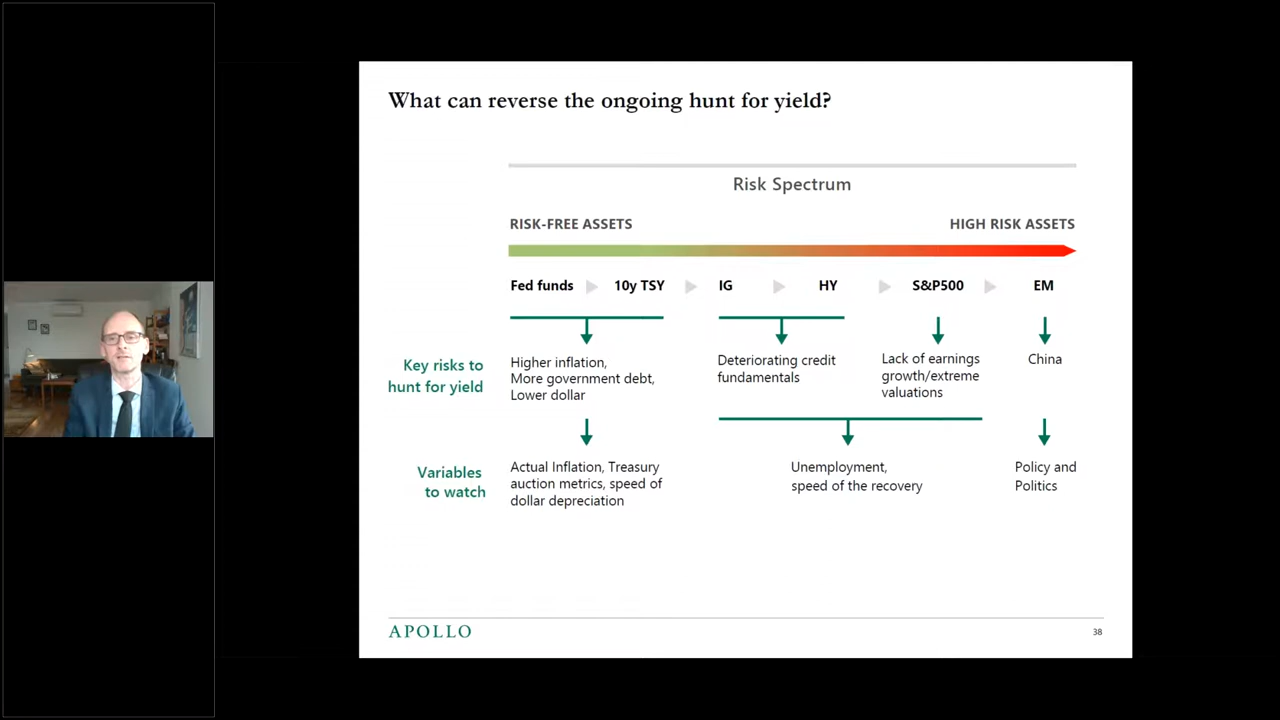 What can reverse the ongoing hunt for yield?
Risk Spectrum
RISK-FREE ASSETS
HIGH RISK ASSETS
Fed funds
10y TSY
IG
HY
S&P500
EM
Key risks to
hunt for yield
Higher inflation,
More government debt,
Lower dollar
Deteriorating credit
fundamentals
Lack of earnings
growth/extreme
valuations
China
Variables
to watch
Actual Inflation, Treasury
auction metrics, speed of
dollar depreciation
Unemployment,
speed of the recovery
Policy and
Politics
APOLLO
38